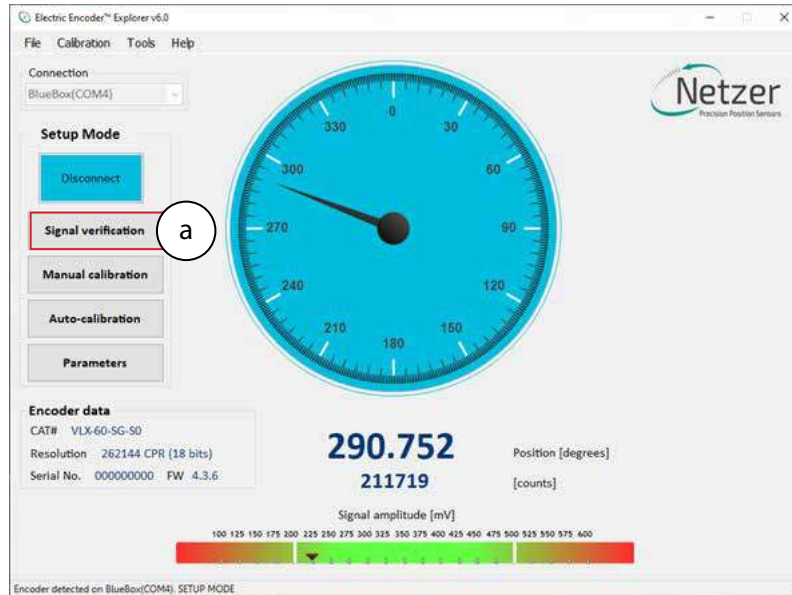 Electric Encoder™ Explorer v6.0
File Calibration Tools Help
Connection
BlueBox(COM4)
Netzer
Precision Position Sensors
Setup Mode
Disconnect
Signal verification
a
Manual calibration
Auto-calibration
Parameters
0
30
60
90
120
150
180
210
240
270
300
330
Encoder data
CAT# VLX-60-SG-S0
Resolution 262144 CPR (18 bits)
Serial No. 000000000 FW 4.3.6
290.752 Position [degrees]
211719 [counts]
Signal amplitude [mV]
100 125 150 175 200 225 250 275 300 325 350 375 400 425 450 475 500 525 550 575 600
Encoder detected on BlueBox(COM4). SETUP MODE